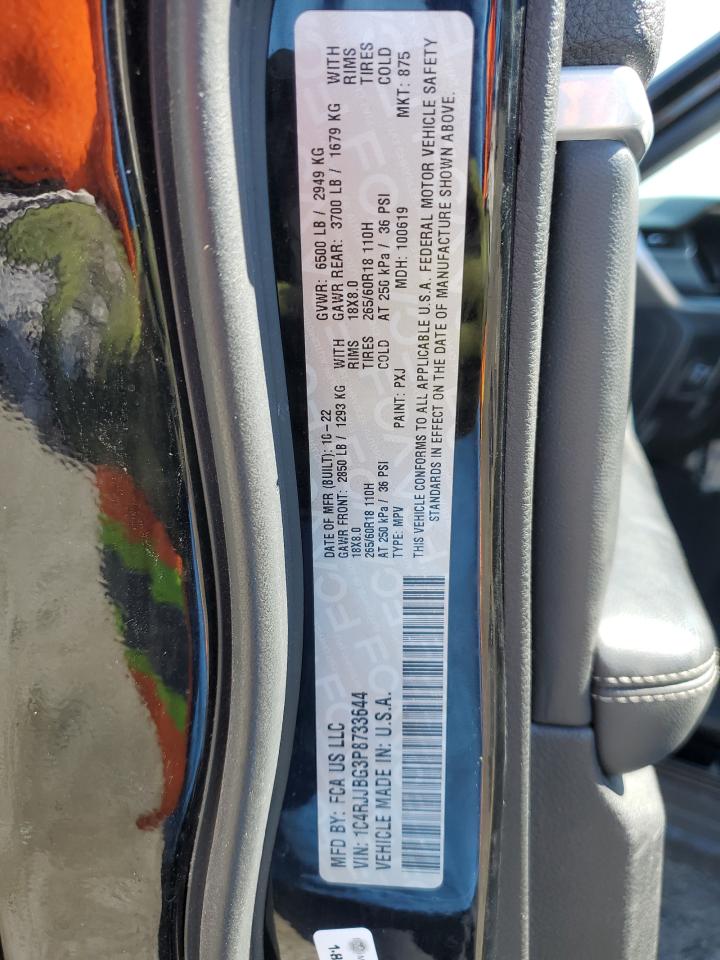 MFD BY: FCA US LLC
VIN: 1C4RJJBG3P8733644
VEHICLE MADE IN: U.S.A.
DATE OF MFR (BUILT): 10-22 GVWR: 6500 LB / 2949 KG
GAWR FRONT: 2850 LB / 1293 KG WITH GAWR REAR: 3700 LB / 1679 KG WITH
18X8.0 RIMS 18X8.0 RIMS
265/60R18 110H TIRES 265/60R18 110H TIRES
AT 250 kPa / 36 PSI COLD AT 250 kPa / 36 PSI COLD
TYPE: MPV PAINT: PXJ MDH: 100619 MKT: 875
THIS VEHICLE CONFORMS TO ALL APPLICABLE U.S.A. FEDERAL MOTOR VEHICLE SAFETY
STANDARDS IN EFFECT ON THE DATE OF MANUFACTURE SHOWN ABOVE.